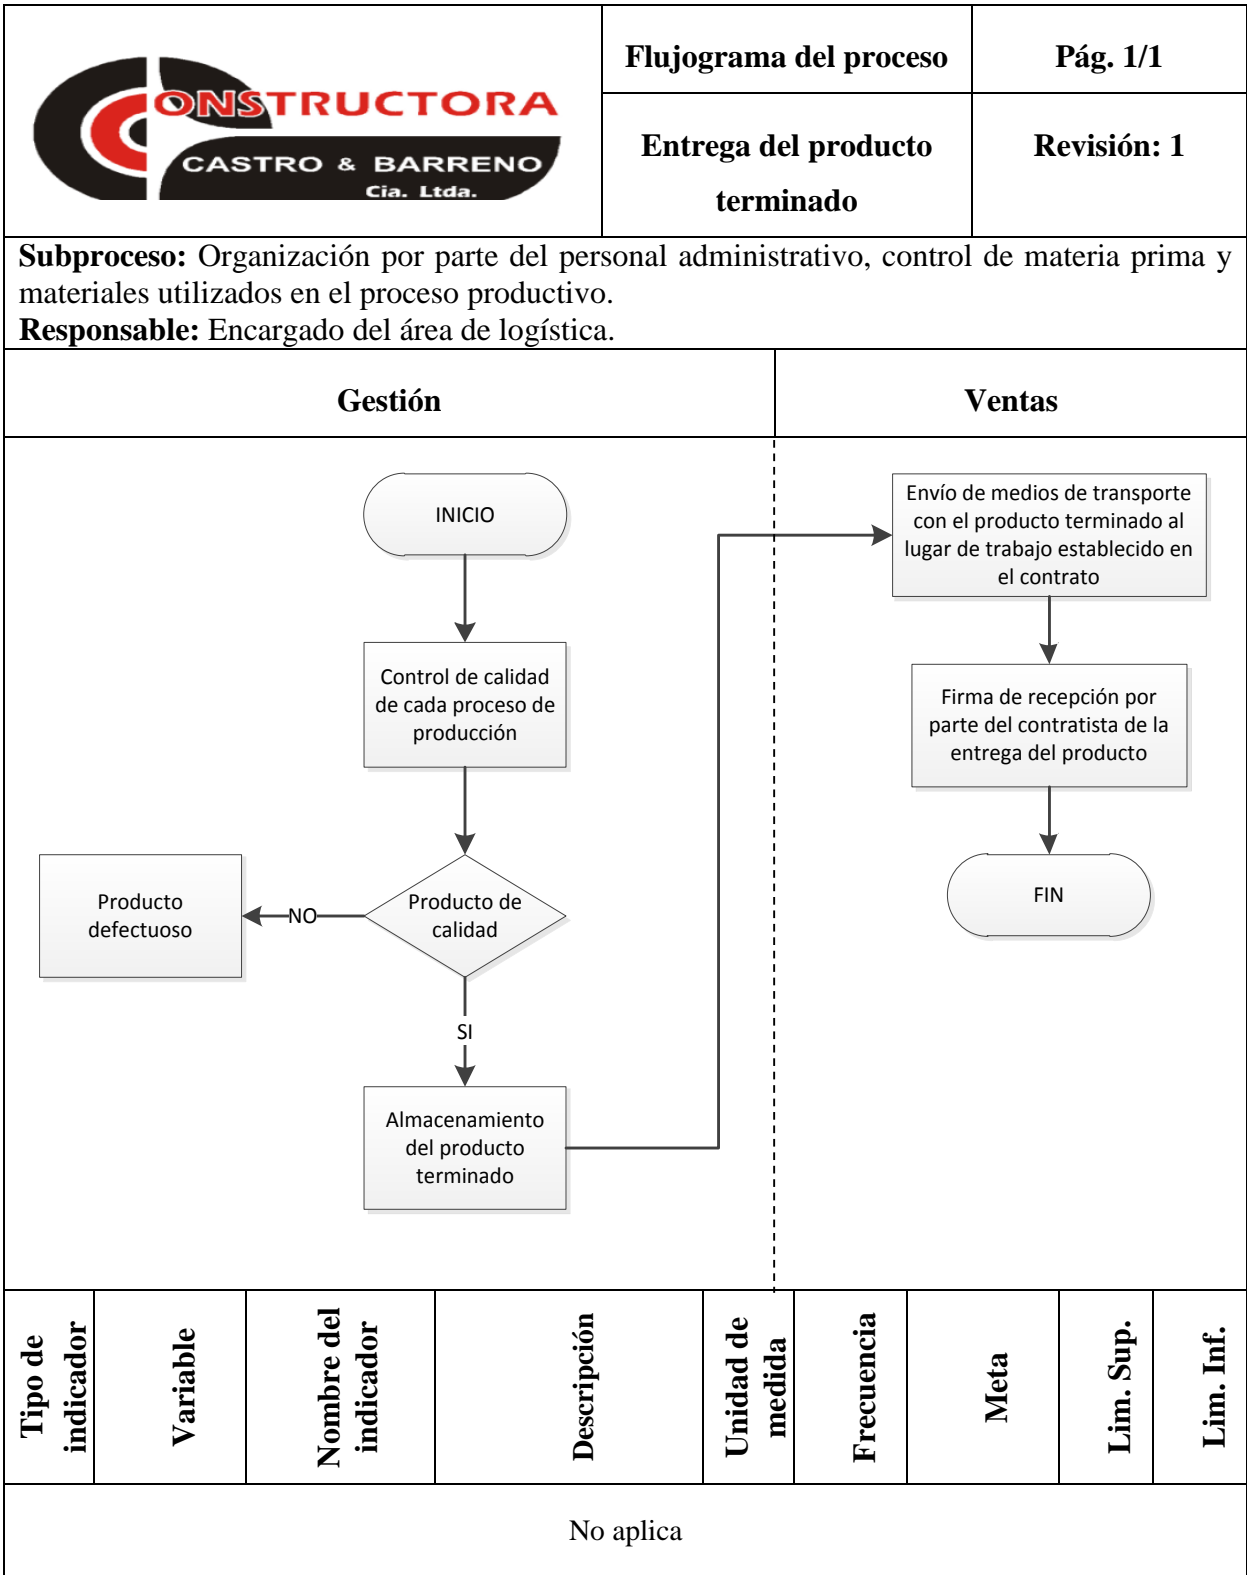 CONSTRUCTORA
CASTRO & BARRENO
Cia. Ltda.
Flujograma del proceso
Pág. 1/1
Entrega del producto
terminado
Revisión: 1
Subproceso: Organización por parte del personal administrativo, control de materia prima y
materiales utilizados en el proceso productivo.
Responsable: Encargado del área de logística.
Gestión
Ventas
INICIO
Control de calidad
de cada proceso de
producción
Producto de
calidad
NO
Producto
defectuoso
SI
Almacenamiento
del producto
terminado
Envío de medios de transporte
con el producto terminado al
lugar de trabajo establecido en
el contrato
Firma de recepción por
parte del contratista de la
entrega del producto
FIN
Tipo de
indicador
Variable
Nombre del
indicador
Descripción
Unidad de
medida
Frecuencia
Meta
Lim. Sup.
Lim. Inf.
No aplica